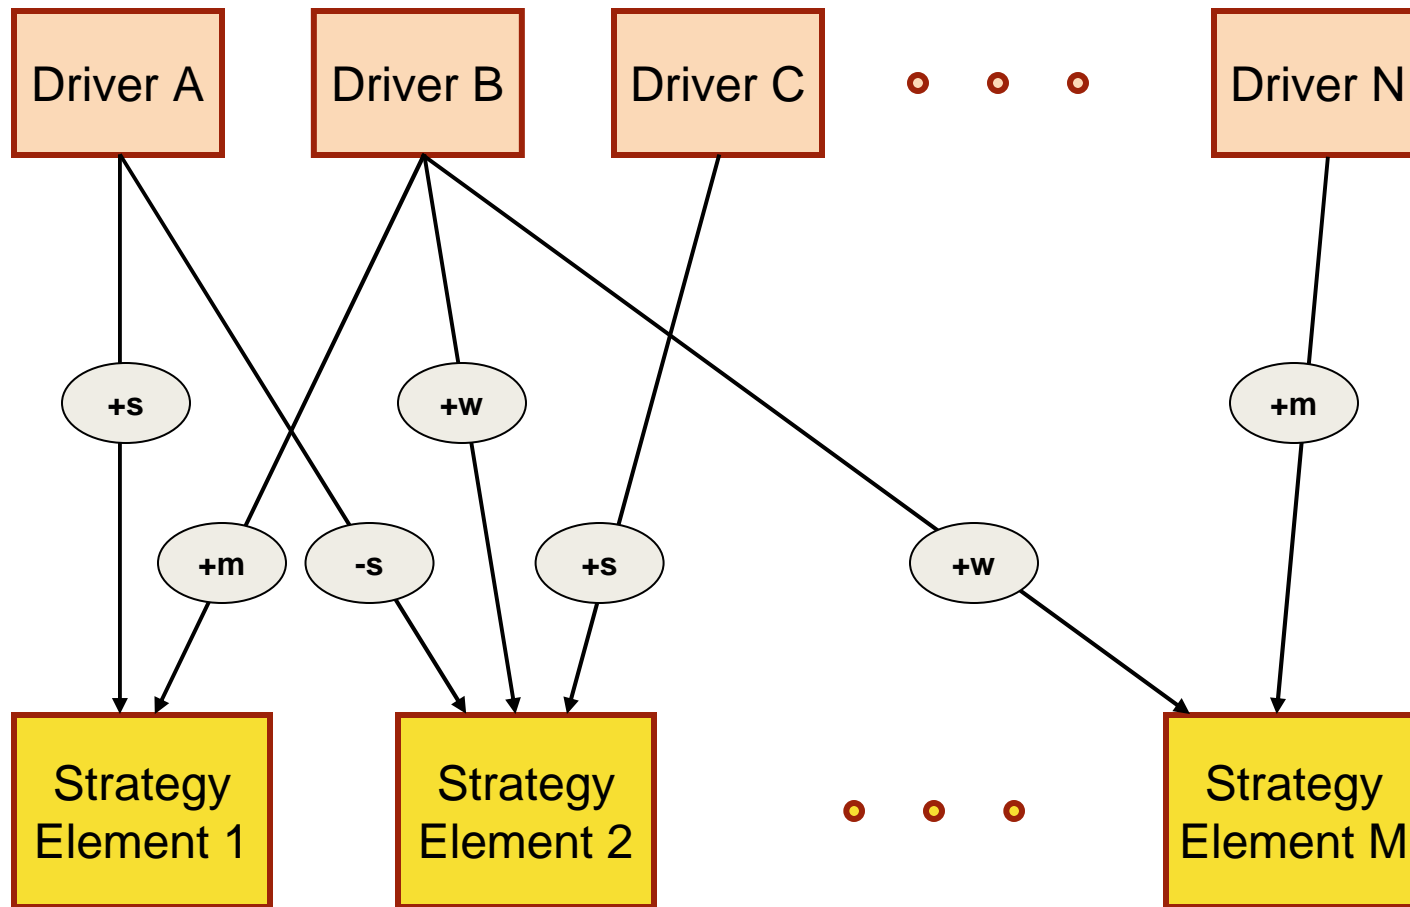 Driver A
Driver B
Driver C
Driver N
+s
+w
+m
+m
-s
+s
+w
Strategy
Element 1
Strategy
Element 2
Strategy
Element M